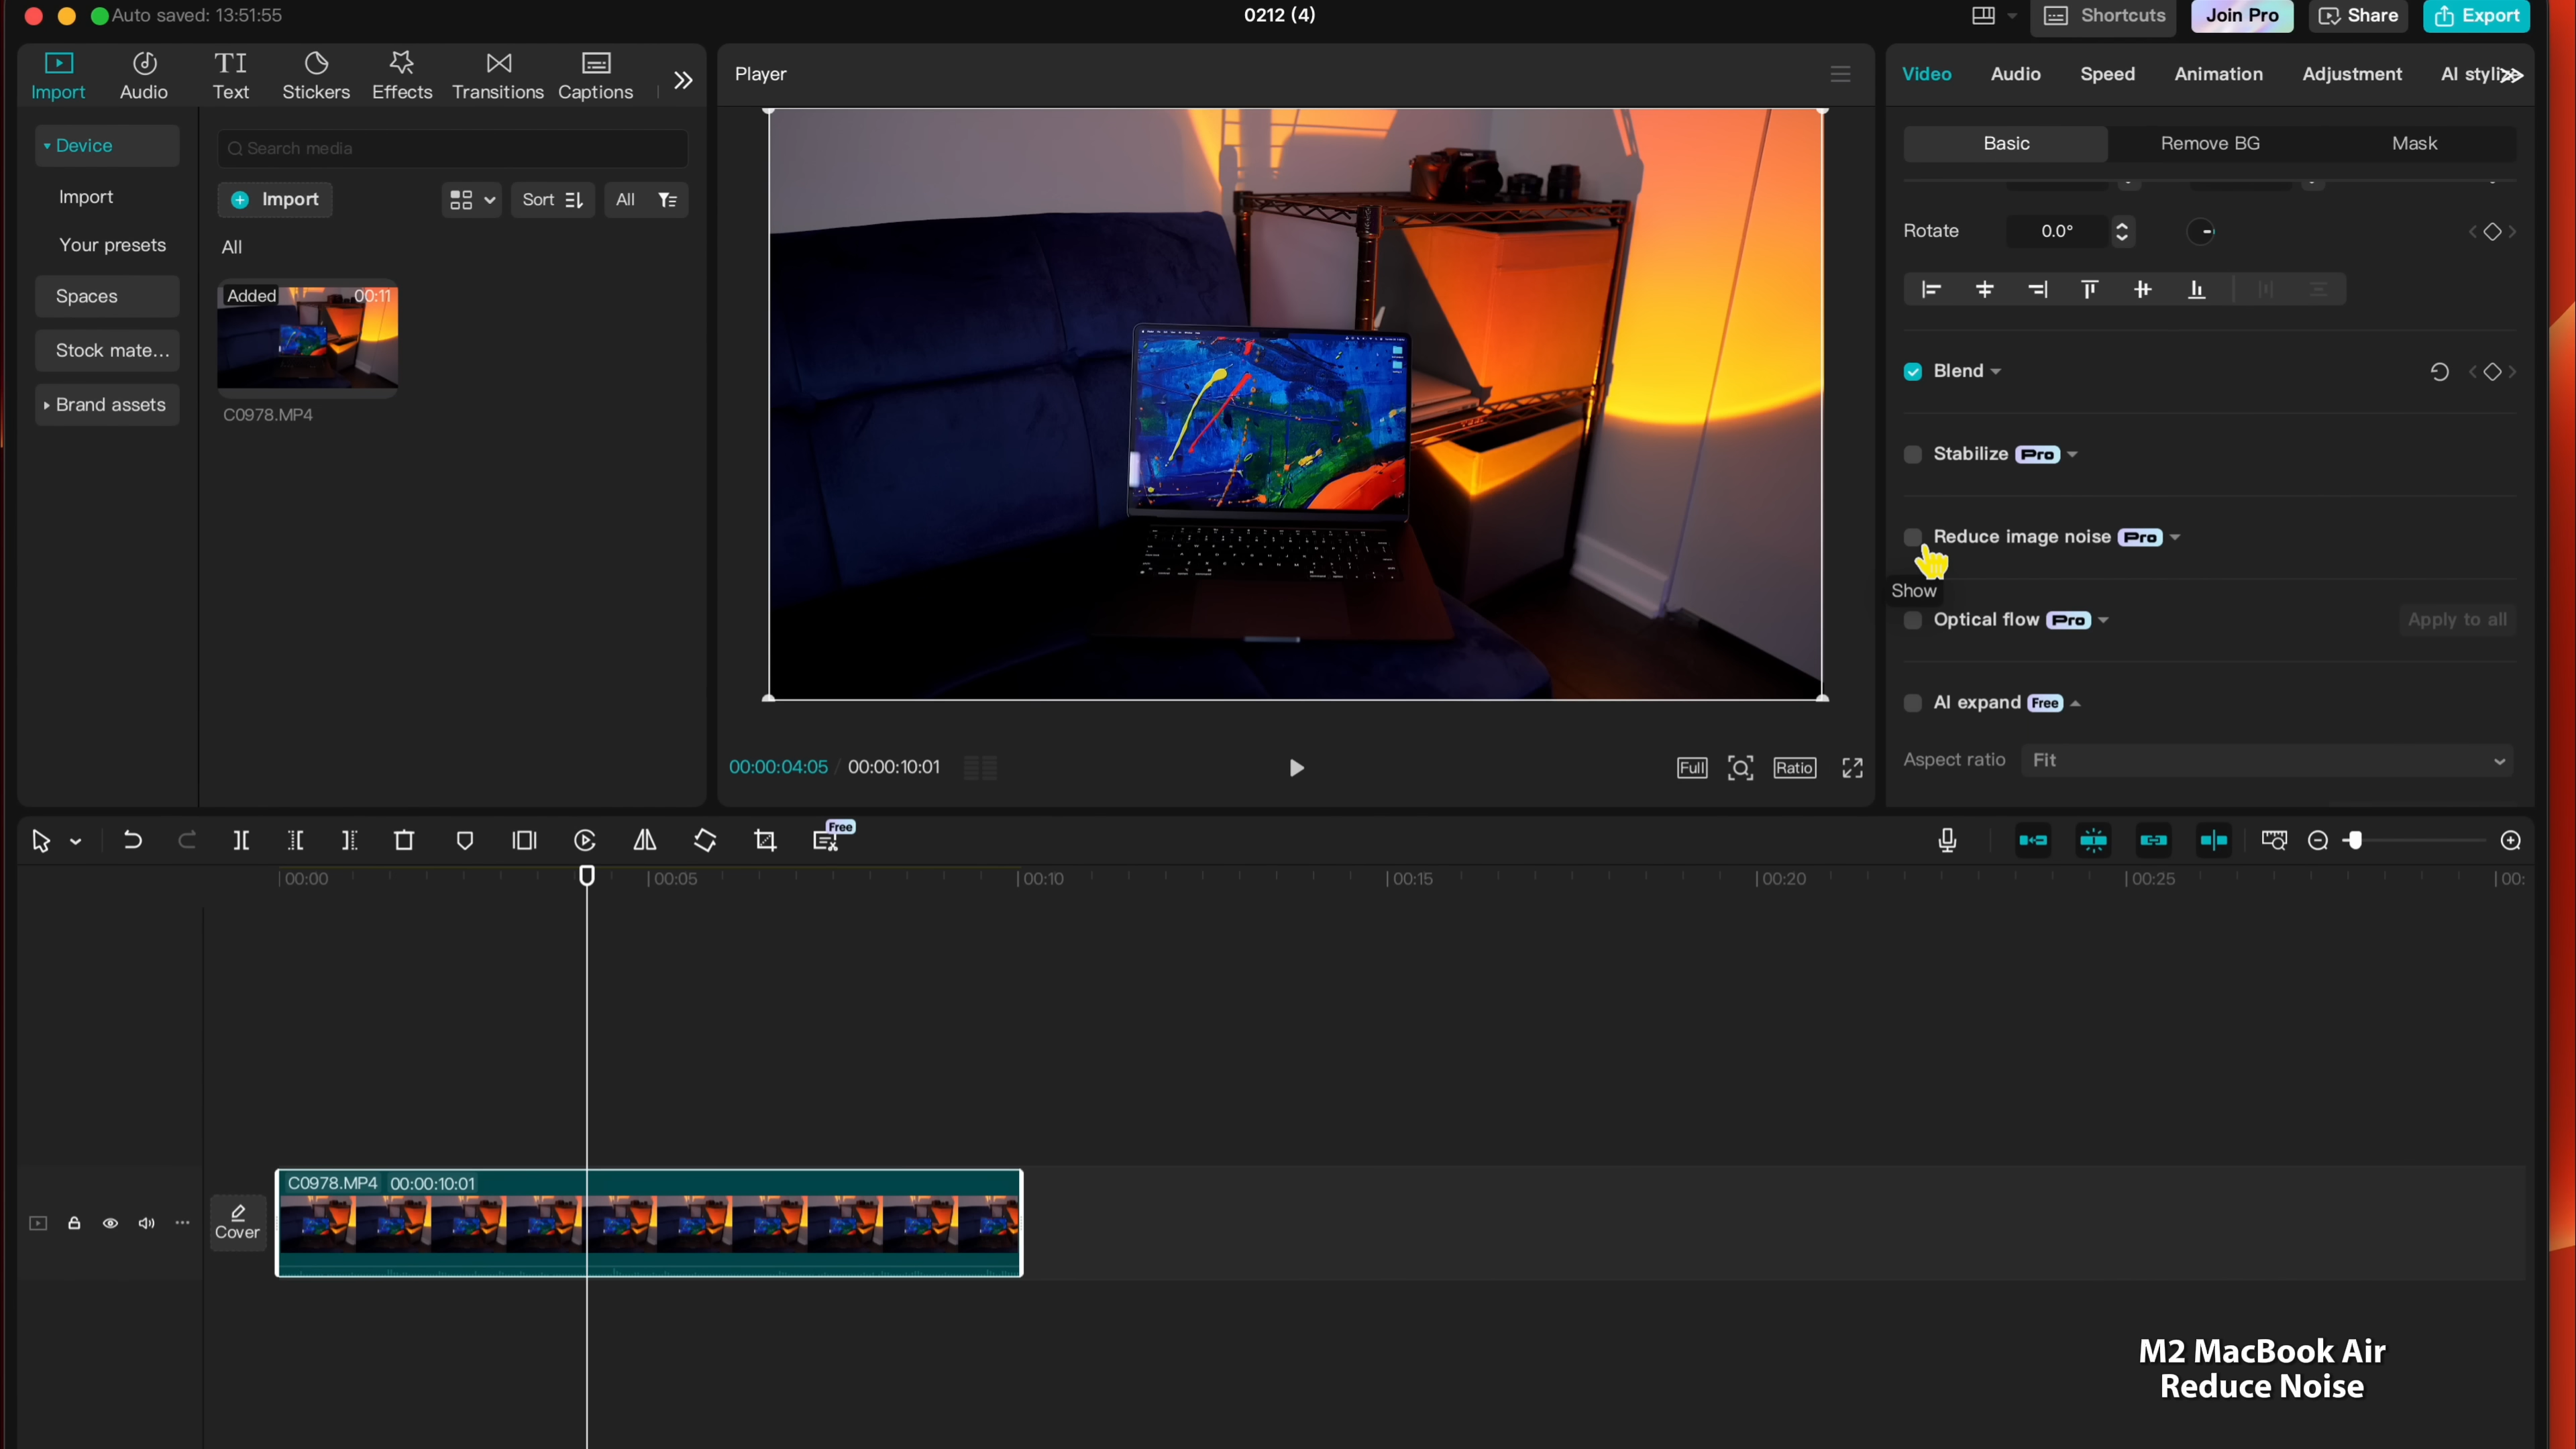 Auto saved: 13:51:55
0212 (4)
Shortcuts
Join Pro
Share
Export
Import
Audio
Text
Stickers
Effects
Transitions
Captions
Player
Video
Audio
Speed
Animation
Adjustment
AI styli
Device
Import
Your presets
Spaces
Stock mate...
Brand assets
Search media
Import
Sort
All
All
Added
00:11
C0978.MP4
Basic
Remove BG
Mask
Rotate
0.0°
Blend
Stabilize Pro
Reduce image noise Pro
Show
Optical flow Pro
Apply to all
AI expand Free
Aspect ratio
Fit
00:00:04:05 / 00:00:10:01
Full
Ratio
Free
00:00
00:05
00:10
00:15
00:20
00:25
00:
C0978.MP4 00:00:10:01
Cover
M2 MacBook Air
Reduce Noise